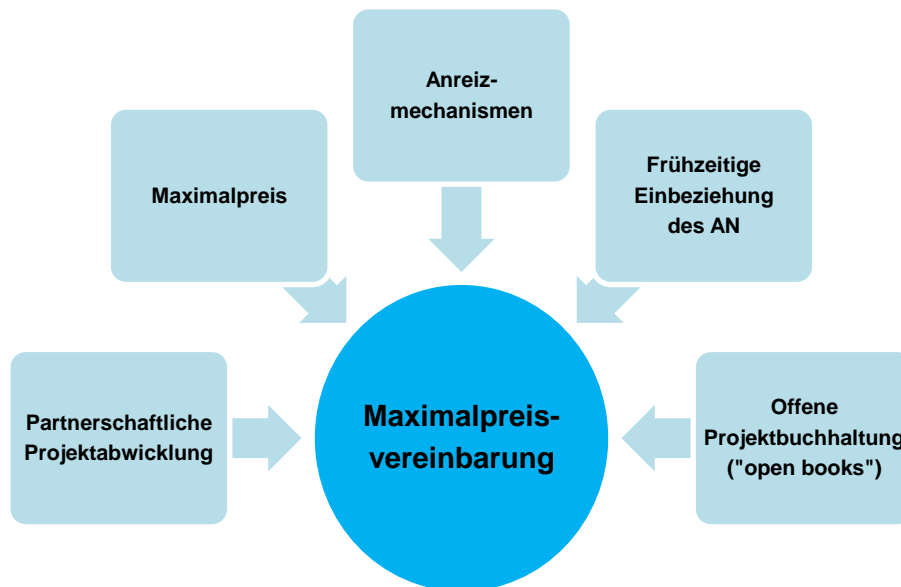 Anreiz-
mechanismen
Maximalpreis
Frühzeitige
Einbeziehung
des AN
Partnerschaftliche
Projektabwicklung
Maximalpreis-
vereinbarung
Offene
Projektbuchhaltung
("open books")